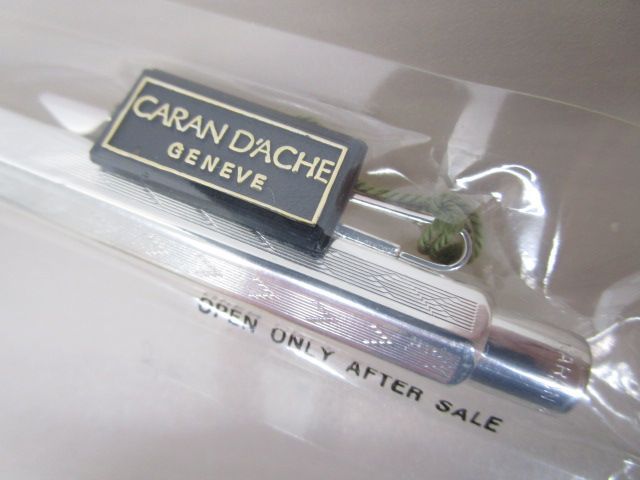 CARAN D'ACHE
GENEVE
OPEN ONLY AFTER SALE